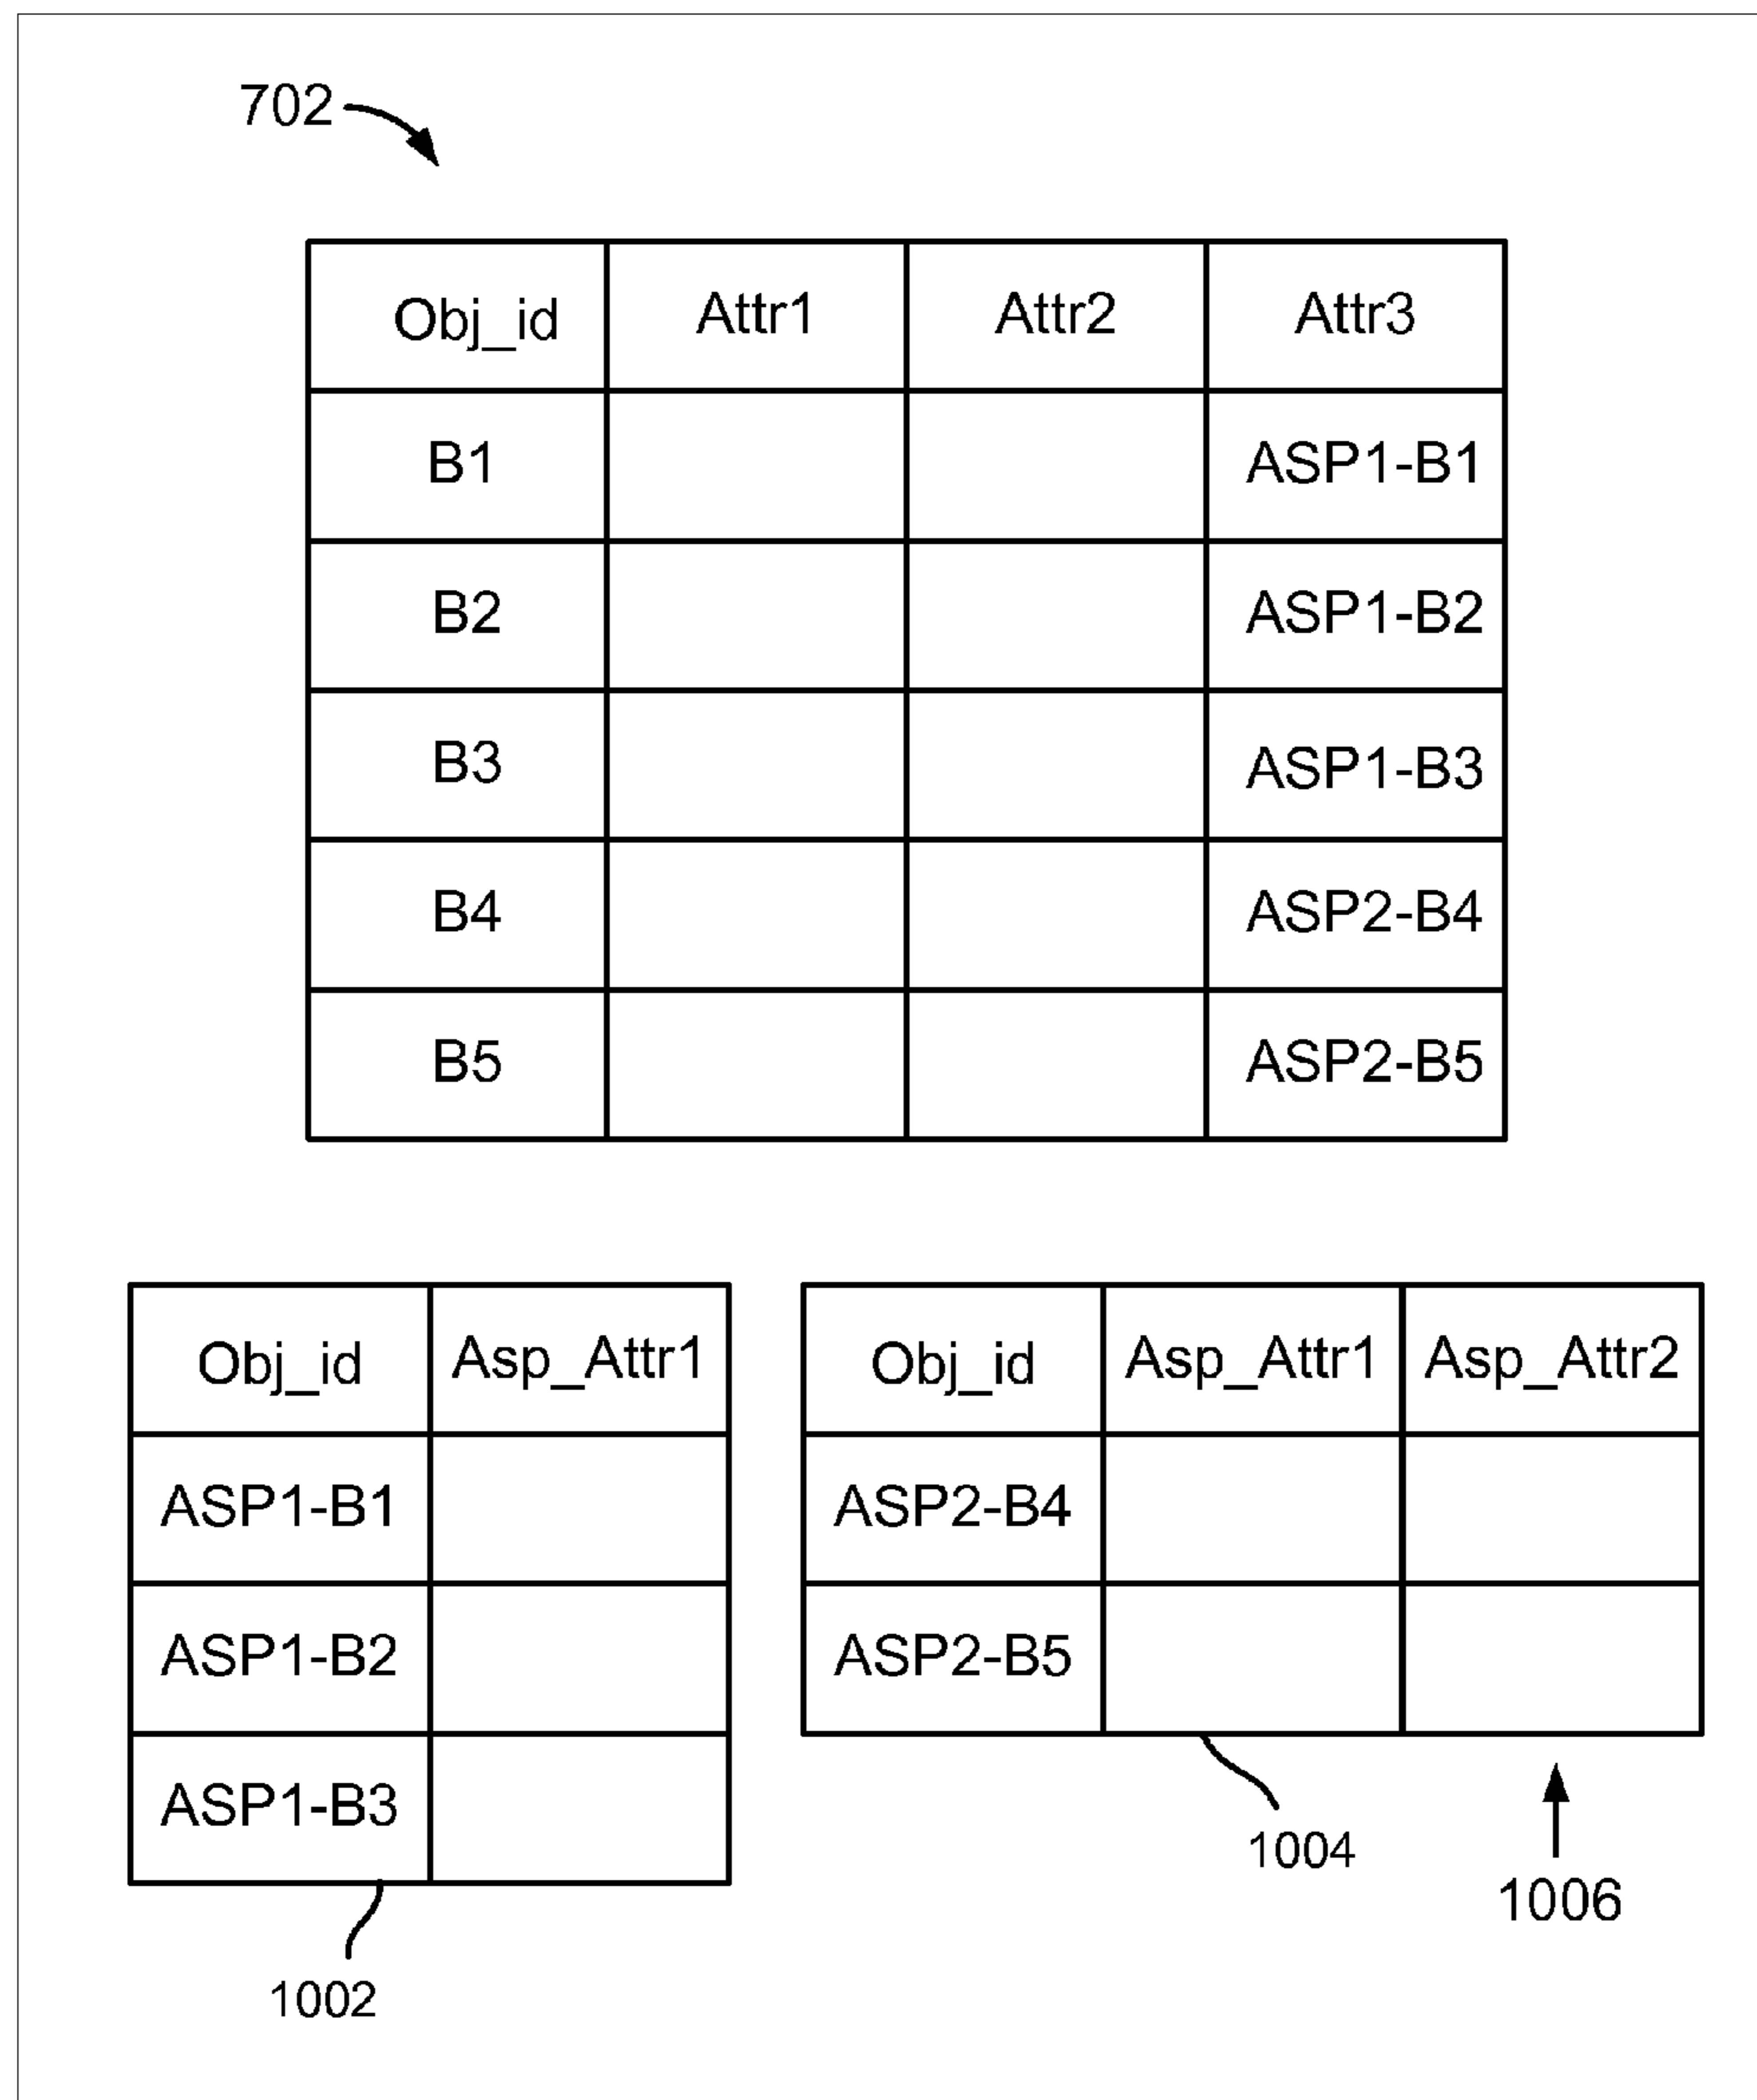 702
Obj_id Attr1 Attr2 Attr3
B1 ASP1-B1
B2 ASP1-B2
B3 ASP1-B3
B4 ASP2-B4
B5 ASP2-B5
Obj_id Asp_Attr1
ASP1-B1
ASP1-B2
ASP1-B3
1002
Obj_id Asp_Attr1 Asp_Attr2
ASP2-B4
ASP2-B5
1004
1006